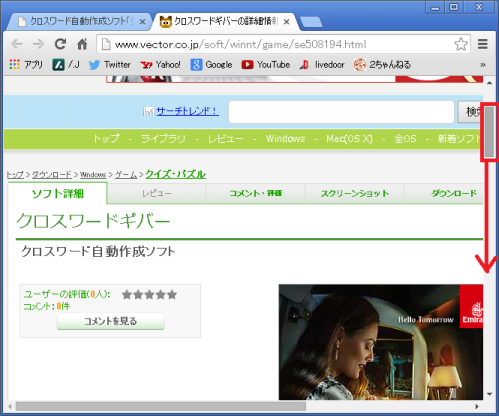 クロスワード自動作成ソフト「ク
クロスワードギバーの詳細情報
www.vector.co.jp/soft/winnt/game/se508194.html
アプリ /.J Twitter Yahoo! Google YouTube livedoor 2ちゃんねる »
サーチトレンド！ 検索
トップ - ライブラリ - レビュー - Windows - Mac(OS X) - 全OS - 新着ソフト
トップ > ダウンロード > Windows > ゲーム > クイズ・パズル
ソフト詳細 レビュー コメント・評価 スクリーンショット ダウンロード
クロスワードギバー
クロスワード自動作成ソフト
ユーザーの評価(0人): ★★★★★
コメント: 0件
コメントを見る
Hello Tomorrow